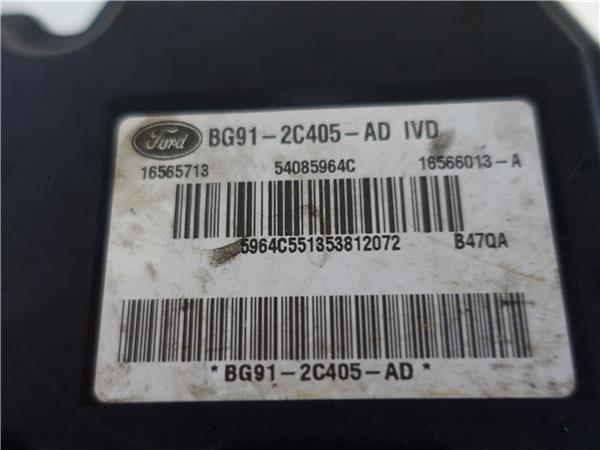 Ford BG91-2C405-AD IVD
16565713 54085964C 16566013-A
5964C551353812072 B47QA
*BG91-2C405-AD*